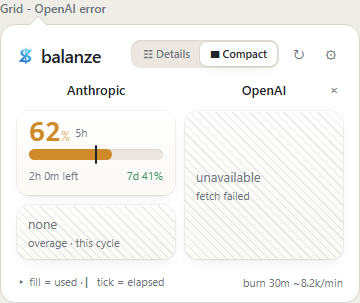 Grid - OpenAI error
balanze
Details
Compact
Anthropic
OpenAI
×
62% 5h
2h 0m left
7d 41%
unavailable
fetch failed
none
overage · this cycle
fill = used · tick = elapsed
burn 30m ~8.2k/min